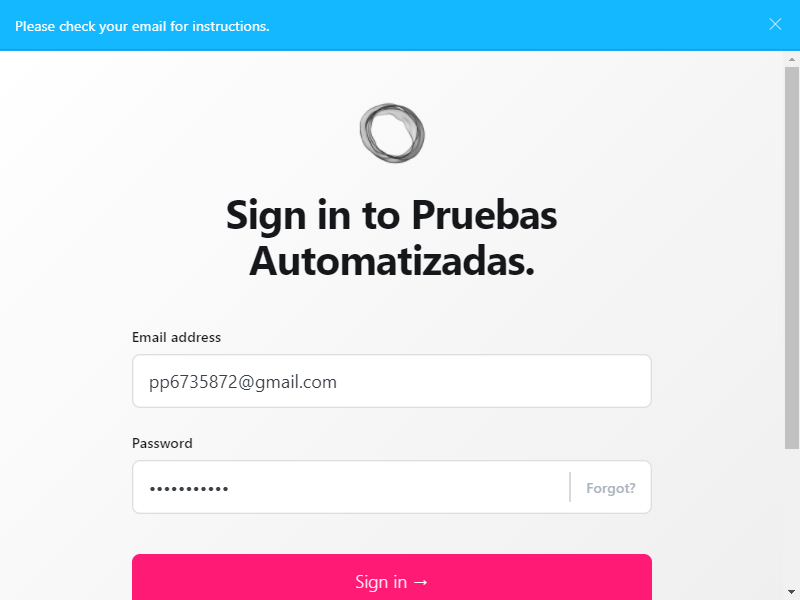 Please check your email for instructions.
Sign in to Pruebas
Automatizadas.
Email address
pp6735872@gmail.com
Password
•••••••••••
Forgot?
Sign in →